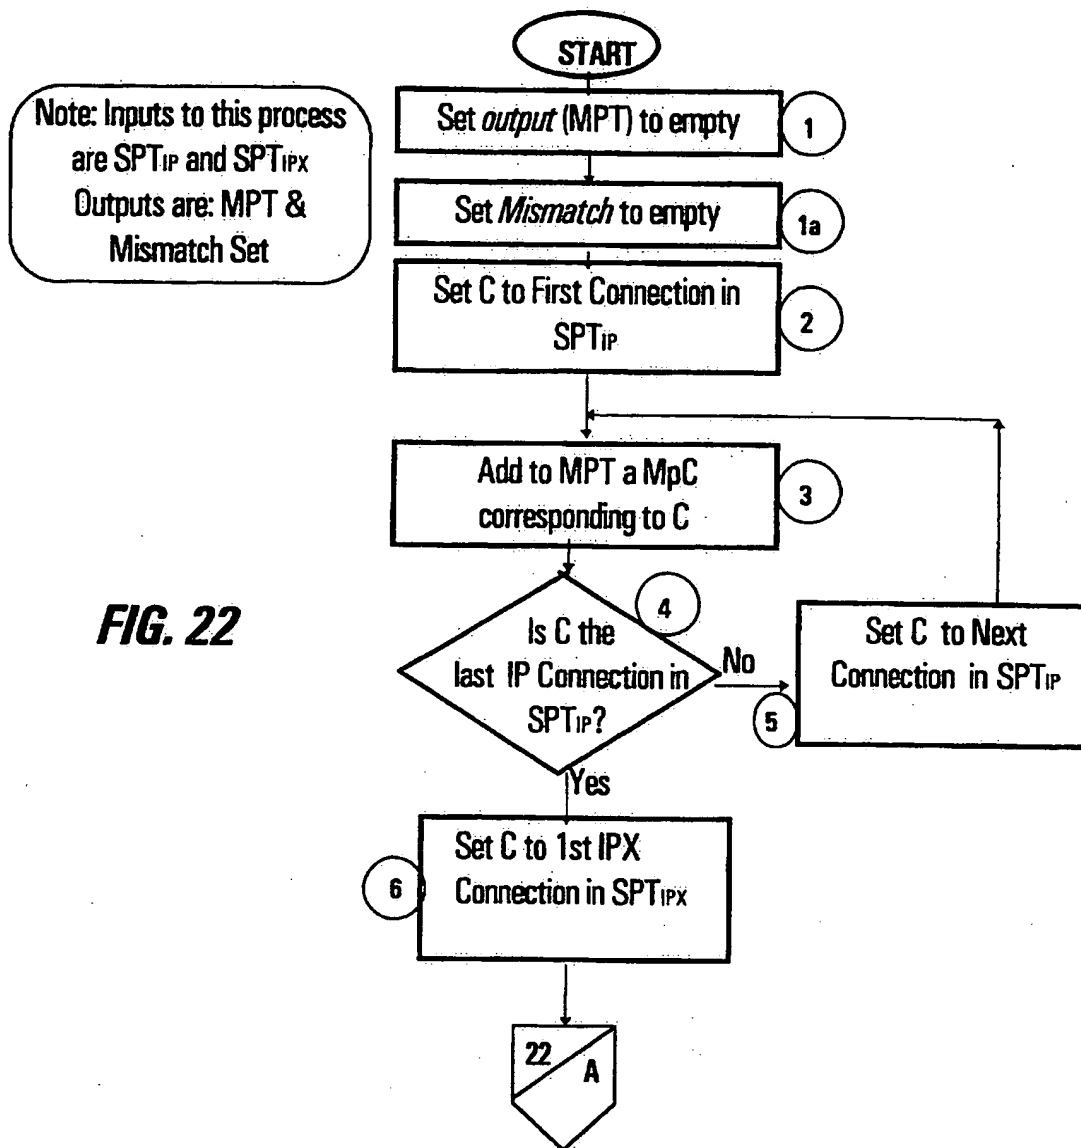 START
Note: Inputs to this process
are SPTIP and SPTIPX
Outputs are: MPT &
Mismatch Set
Set output (MPT) to empty
1
Set Mismatch to empty
1a
Set C to First Connection in
SPTIP
2
Add to MPT a MpC
corresponding to C
3
FIG. 22
4
Is C the
last IP Connection in
SPTIP?
No
Set C to Next
Connection in SPTIP
5
Yes
Set C to 1st IPX
Connection in SPTIPX
6
22
A